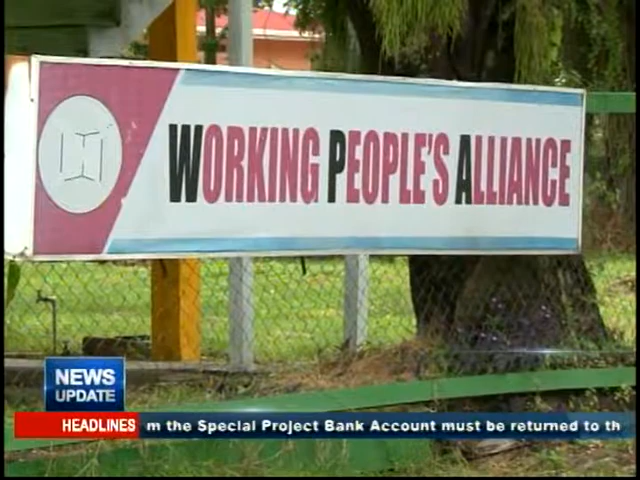 WORKING PEOPLE'S ALLIANCE
NEWS
UPDATE
HEADLINES m the Special Project Bank Account must be returned to th